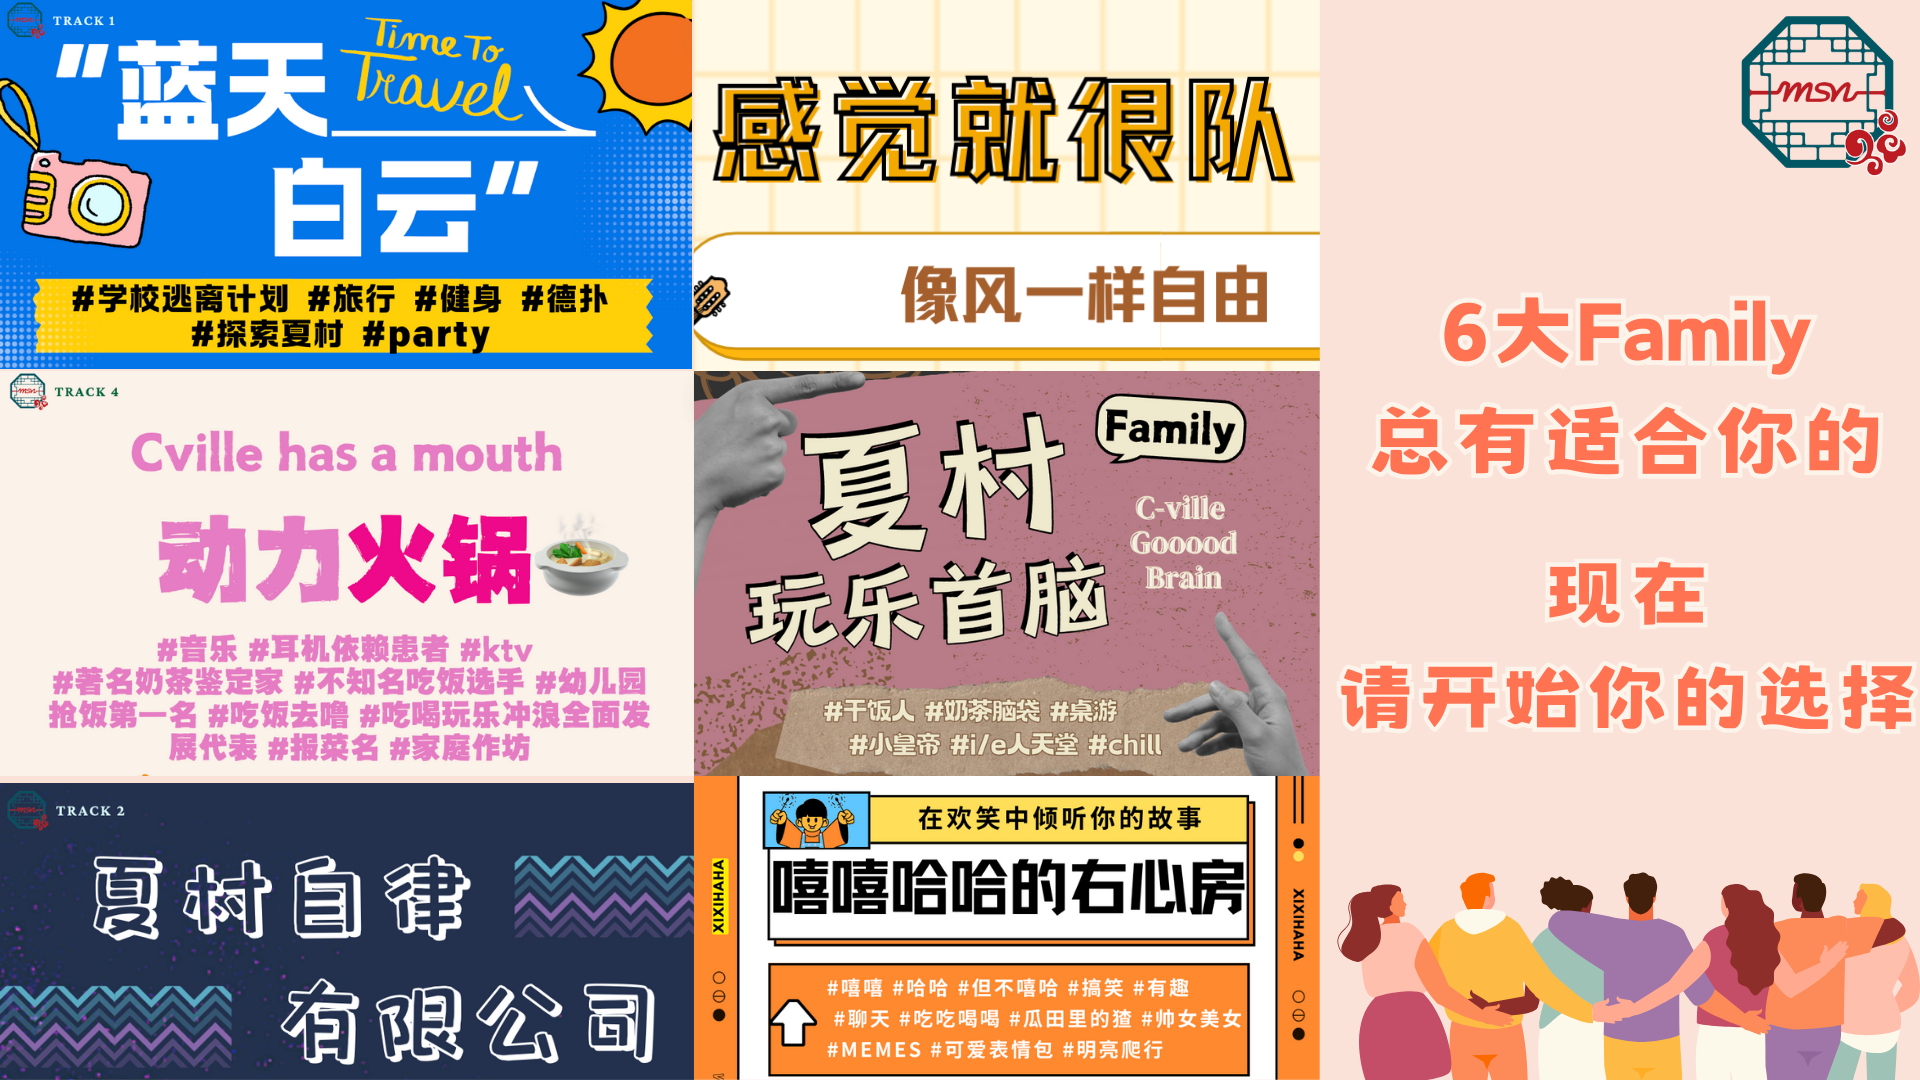 msn
TRACK 1
Time To
Travel
“蓝天
白云”
#学校逃离计划 #旅行 #健身 #德扑
#探索夏村 #party
感觉就很队
像风一样自由
msn
TRACK 4
Cville has a mouth
动力火锅
#音乐 #耳机依赖患者 #ktv
#著名奶茶鉴定家 #不知名吃饭选手 #幼儿园
抢饭第一名 #吃饭去噜 #吃喝玩乐冲浪全面发
展代表 #报菜名 #家庭作坊
Family
夏村
玩乐首脑
C-ville
Gooood
Brain
#干饭人 #奶茶脑袋 #桌游
#小皇帝 #i/e人天堂 #chill
msn
TRACK 2
夏村自律
有限公司
在欢笑中倾听你的故事
嘻嘻哈哈的右心房
XIXIHAHA
XIXIHAHA
#嘻嘻 #哈哈 #但不嘻哈 #搞笑 #有趣
#聊天 #吃吃喝喝 #瓜田里的猹 #帅女美女
#MEMES #可爱表情包 #明亮爬行
msn
6大Family
总有适合你的
现在
请开始你的选择